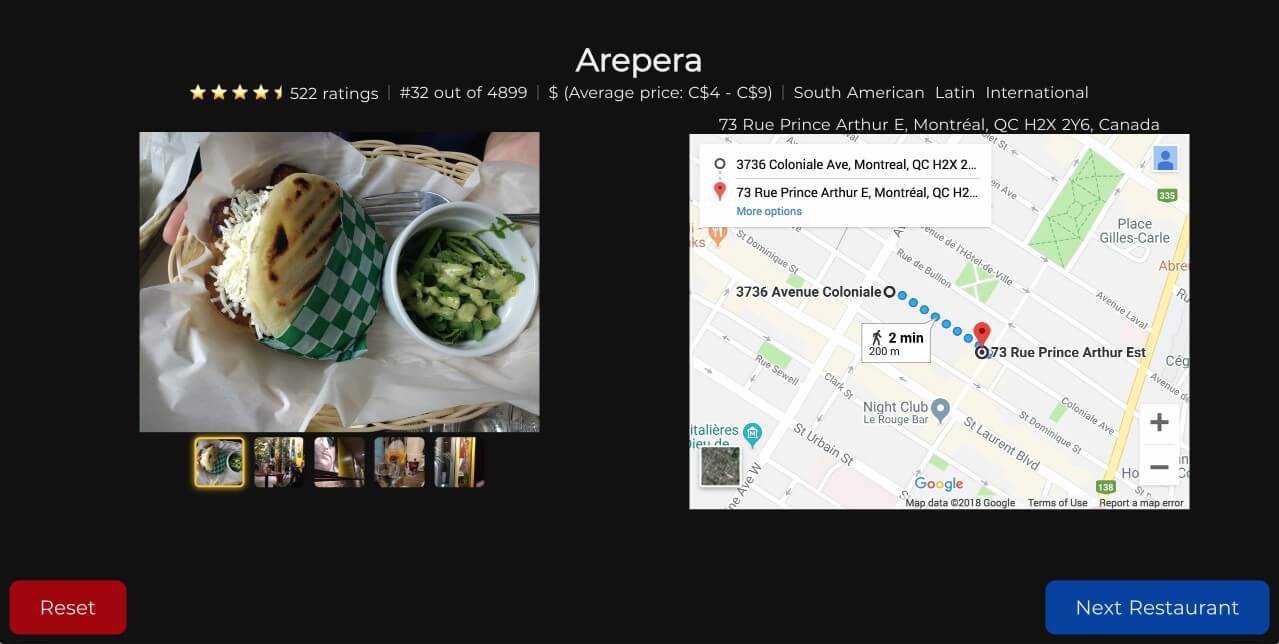 Arepera
522 ratings | #32 out of 4899 | $ (Average price: C$4 - C$9) | South American Latin International
73 Rue Prince Arthur E, Montréal, QC H2X 2Y6, Canada
3736 Coloniale Ave, Montreal, QC H2X 2...
73 Rue Prince Arthur E, Montréal, QC H2...
More options
335
Place
Gilles-Carle
St Dominique St
Rue de l'Hôtel-de-Ville
Rue de Bullion
Avenue Laval
3736 Avenue Coloniale
2 min
200 m
73 Rue Prince Arthur Est
Rue Sewell
Clark St
Avenue Coloniale
Night Club
Le Rouge Bar
St Dominique St
St Laurent Blvd
St Urbain St
138
Google
Map data ©2018 Google Terms of Use Report a map error
Reset
Next Restaurant